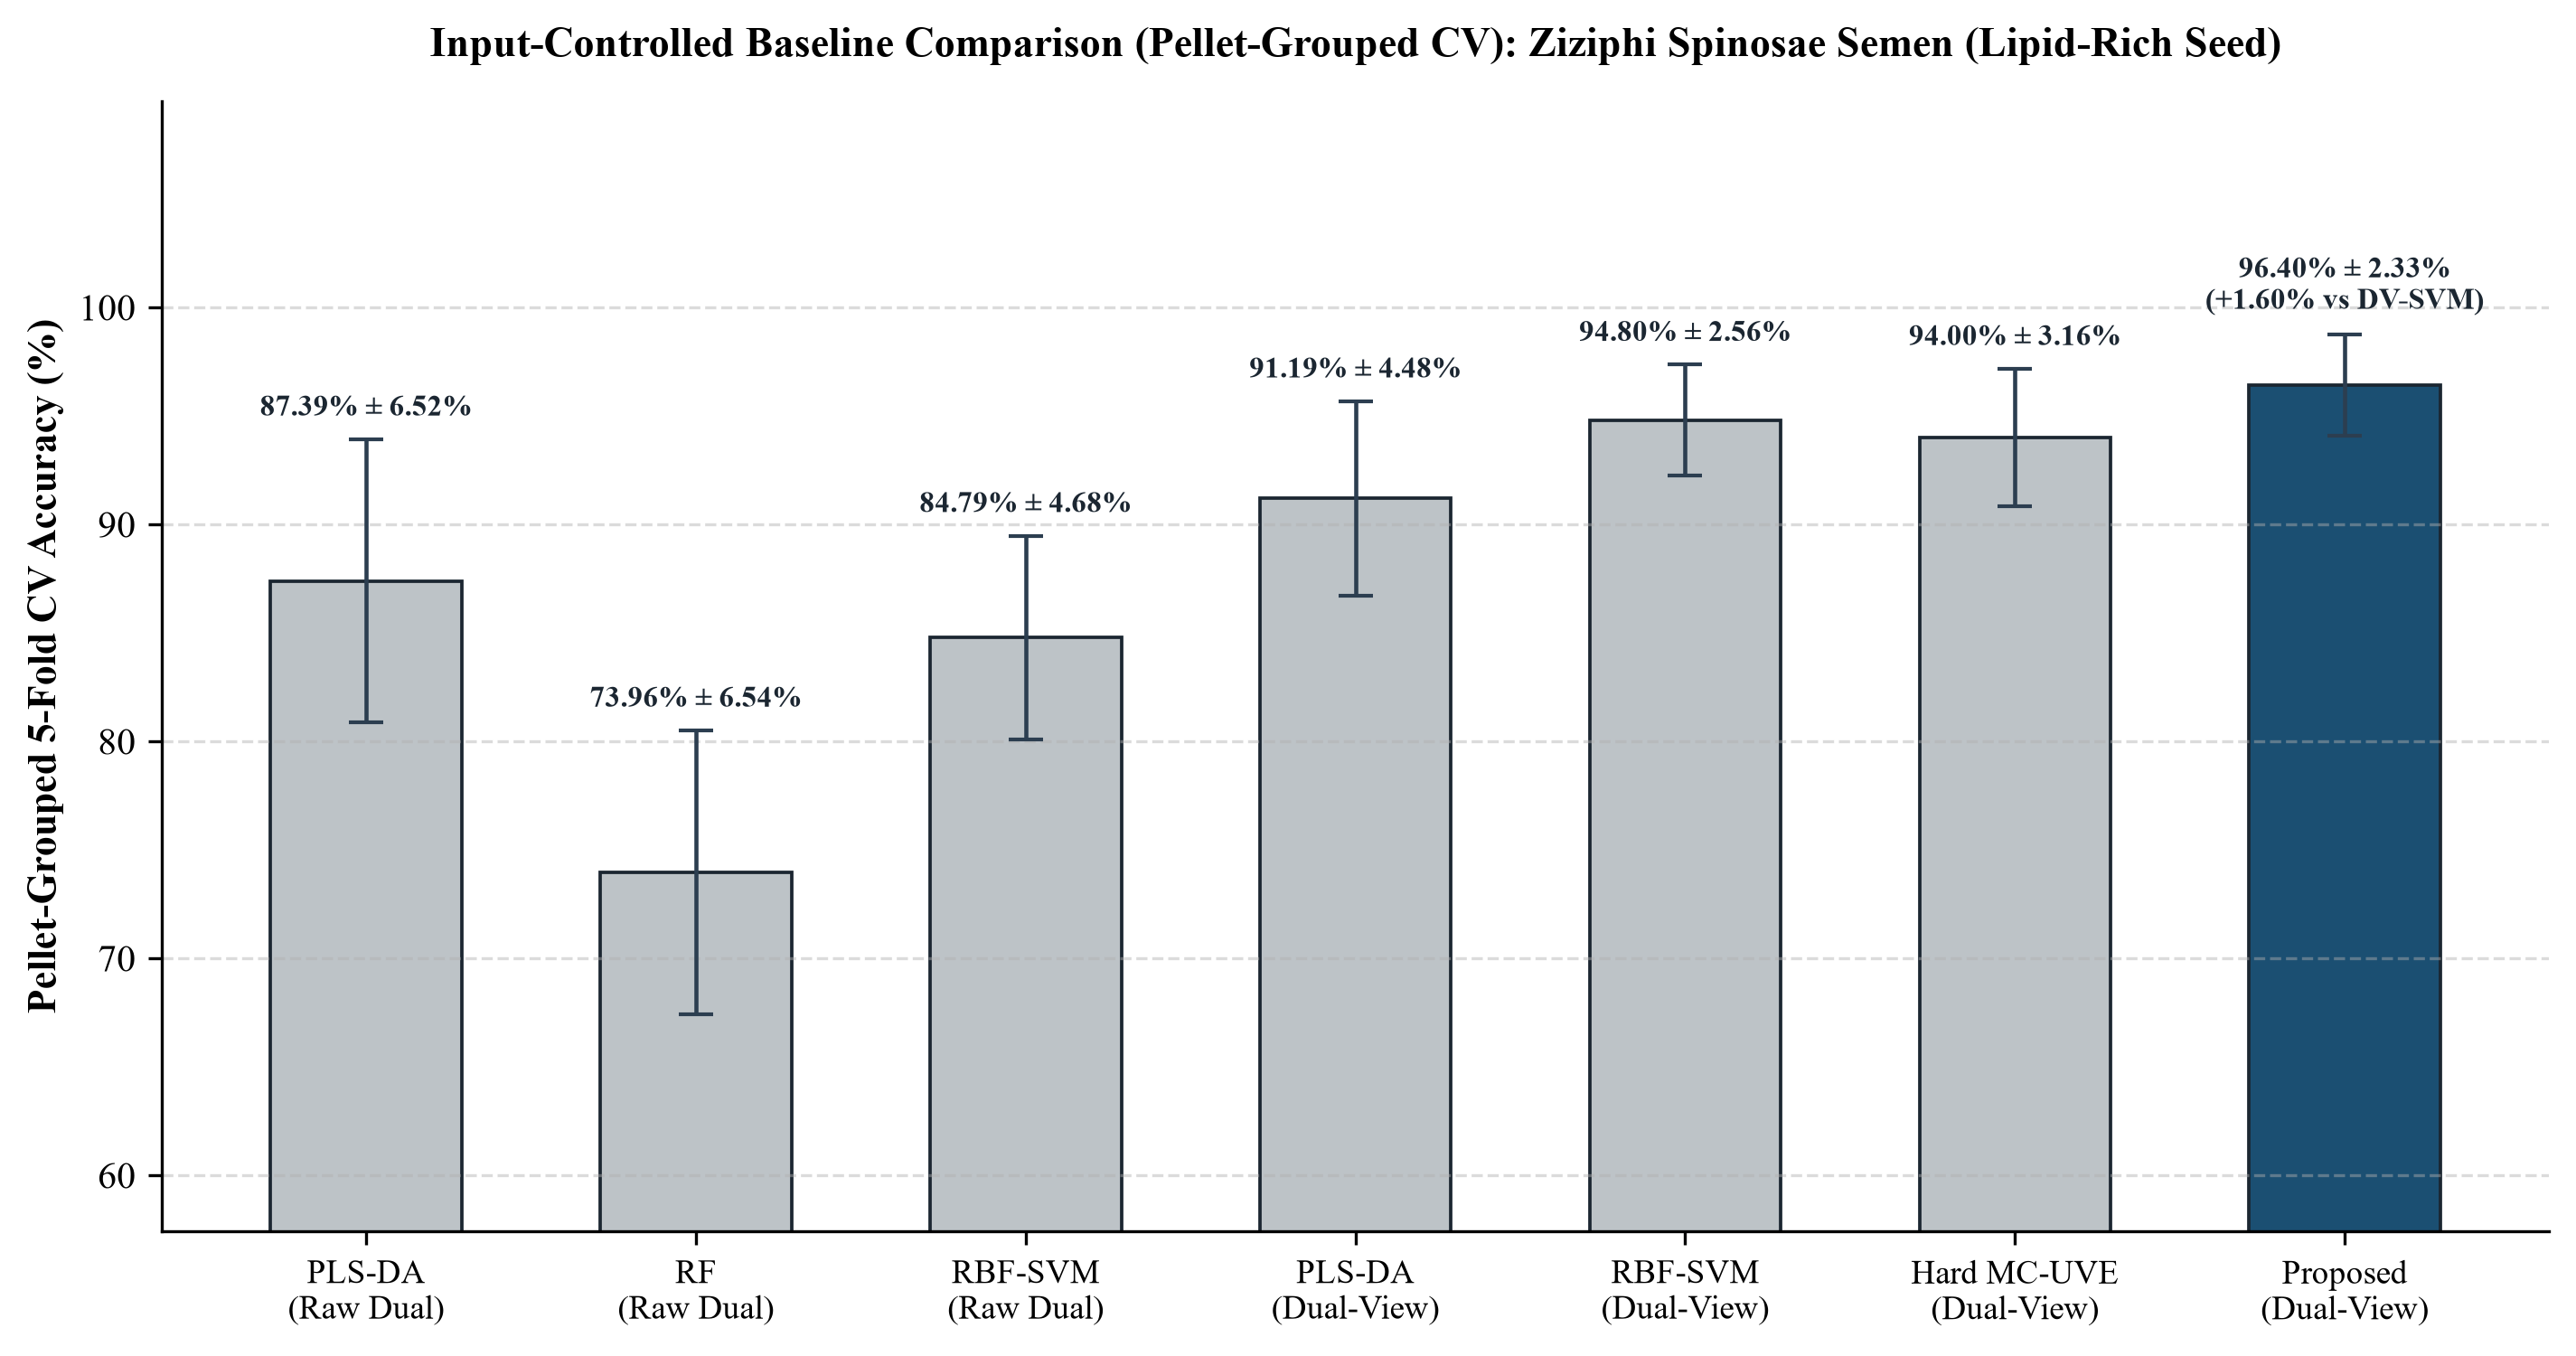 Input-Controlled Baseline Comparison (Pellet-Grouped CV): Ziziphi Spinosae Semen (Lipid-Rich Seed)
Pellet-Grouped 5-Fold CV Accuracy (%)
100
90
80
70
60
87.39% ± 6.52%
73.96% ± 6.54%
84.79% ± 4.68%
91.19% ± 4.48%
94.80% ± 2.56%
94.00% ± 3.16%
96.40% ± 2.33%
(+1.60% vs DV-SVM)
PLS-DA
(Raw Dual)
RF
(Raw Dual)
RBF-SVM
(Raw Dual)
PLS-DA
(Dual-View)
RBF-SVM
(Dual-View)
Hard MC-UVE
(Dual-View)
Proposed
(Dual-View)